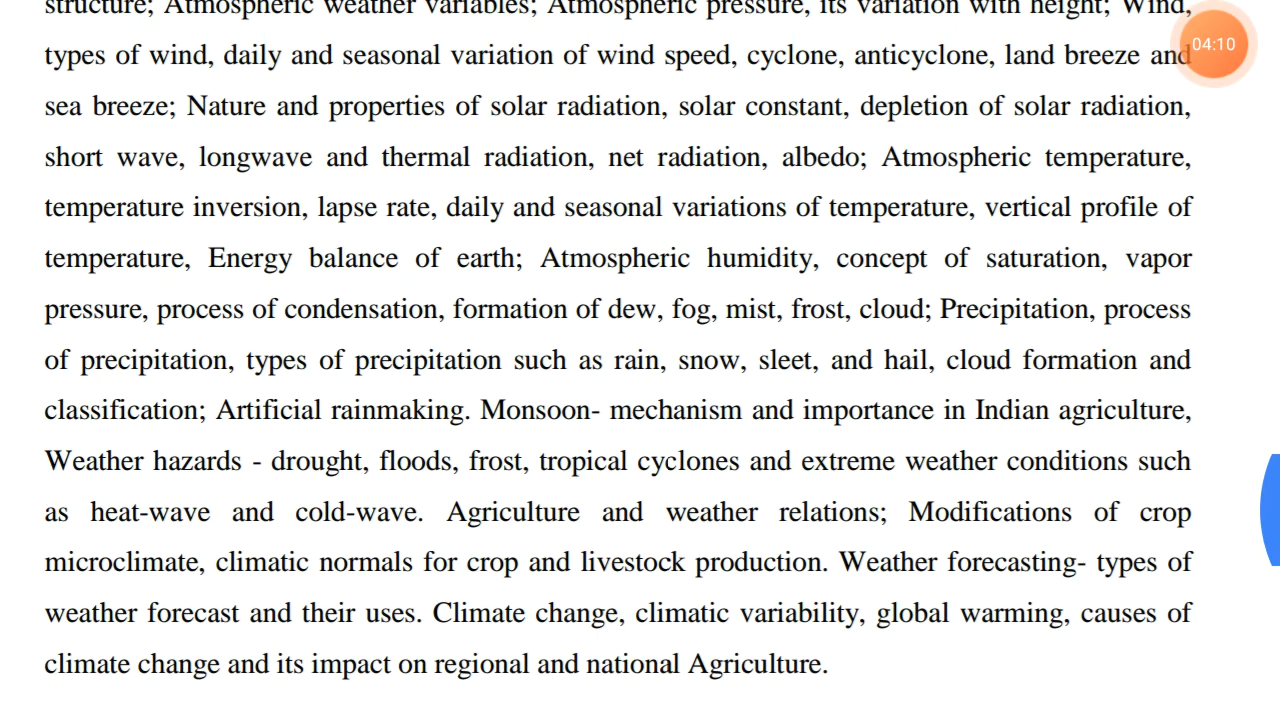 structure; Atmospheric weather variables; Atmospheric pressure, its variation with height; Wind,
types of wind, daily and seasonal variation of wind speed, cyclone, anticyclone, land breeze and
sea breeze; Nature and properties of solar radiation, solar constant, depletion of solar radiation,
short wave, longwave and thermal radiation, net radiation, albedo; Atmospheric temperature,
temperature inversion, lapse rate, daily and seasonal variations of temperature, vertical profile of
temperature, Energy balance of earth; Atmospheric humidity, concept of saturation, vapor
pressure, process of condensation, formation of dew, fog, mist, frost, cloud; Precipitation, process
of precipitation, types of precipitation such as rain, snow, sleet, and hail, cloud formation and
classification; Artificial rainmaking. Monsoon- mechanism and importance in Indian agriculture,
Weather hazards - drought, floods, frost, tropical cyclones and extreme weather conditions such
as heat-wave and cold-wave. Agriculture and weather relations; Modifications of crop
microclimate, climatic normals for crop and livestock production. Weather forecasting- types of
weather forecast and their uses. Climate change, climatic variability, global warming, causes of
climate change and its impact on regional and national Agriculture.
04:10